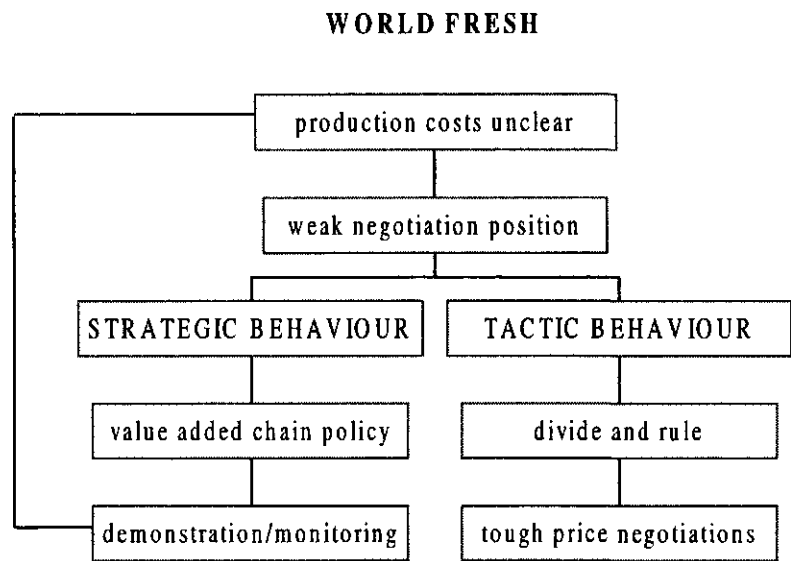 WORLD FRESH
production costs unclear
weak negotiation position
STRATEGIC BEHAVIOUR
TACTIC BEHAVIOUR
value added chain policy
divide and rule
demonstration/monitoring
tough price negotiations